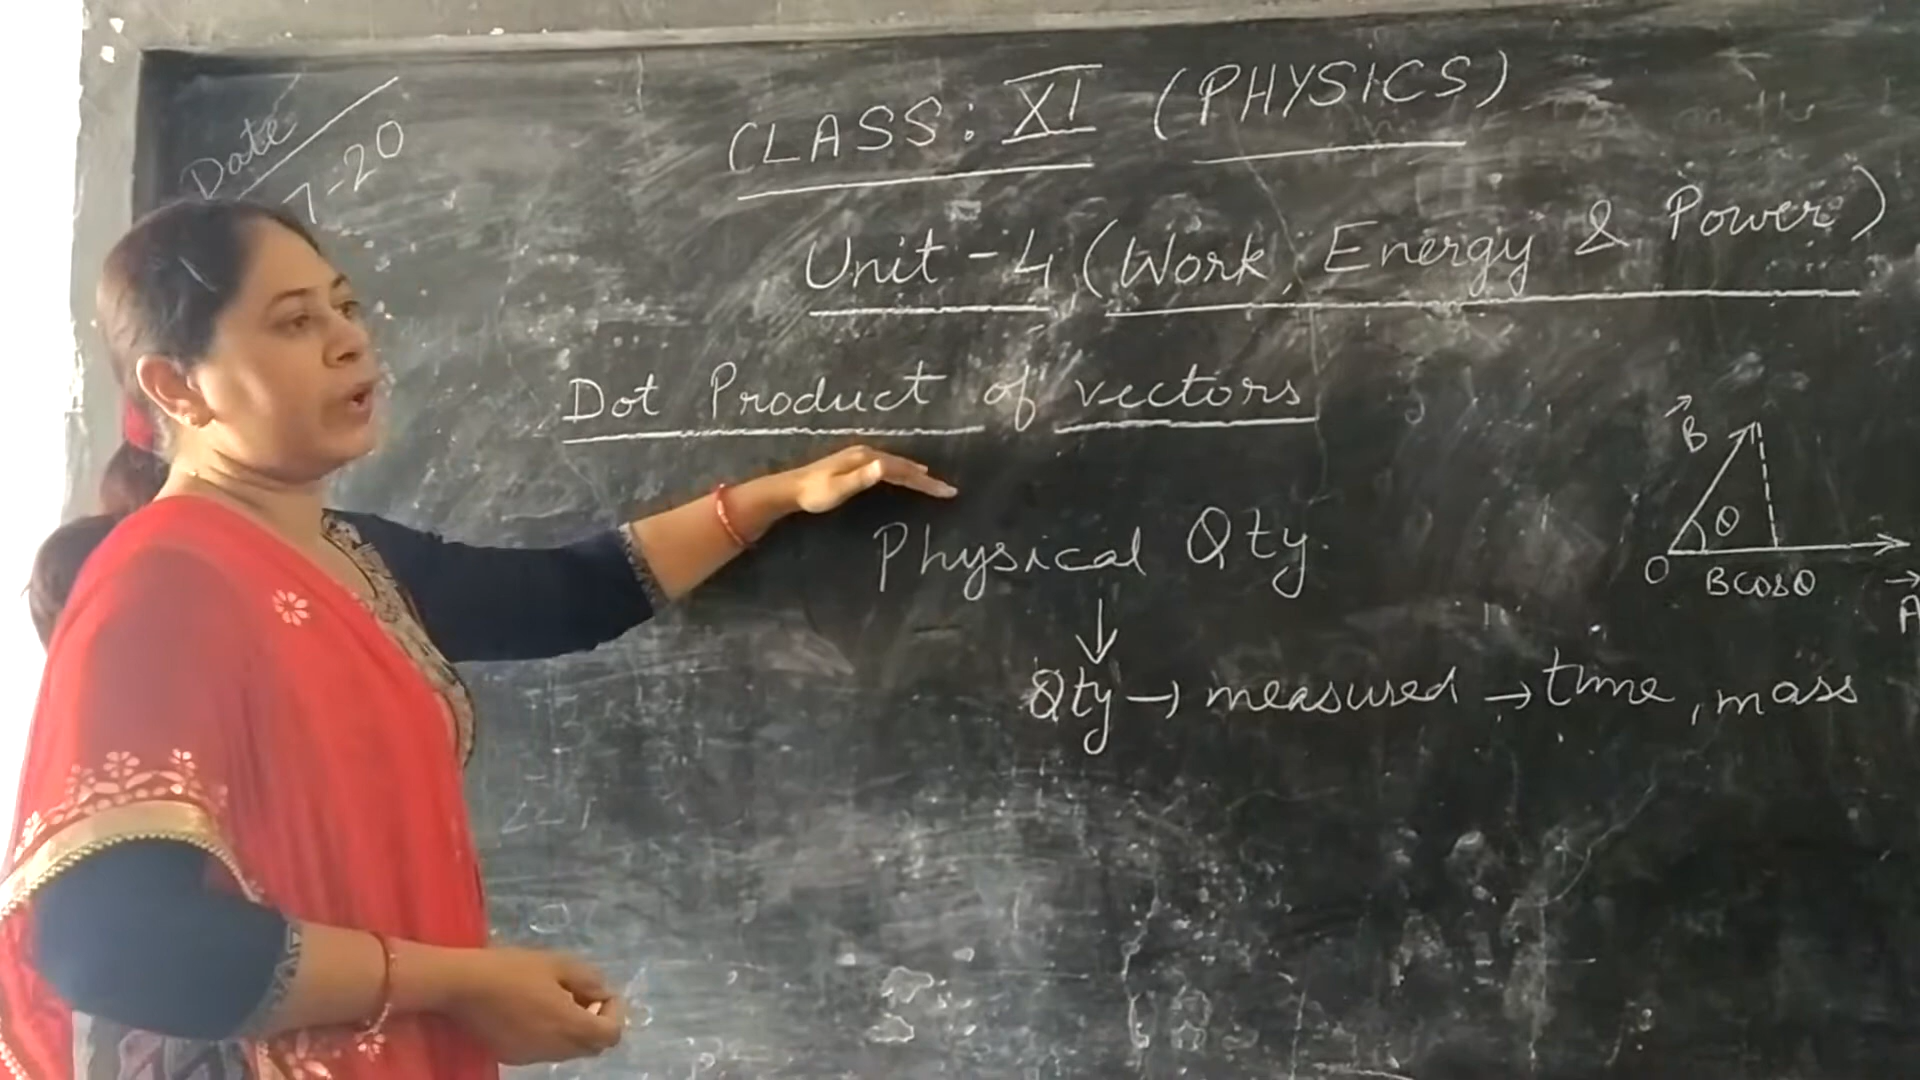 Date
7-20
CLASS: XI (PHYSICS)
Unit - 4 (Work, Energy & Power)
Dot Product of vectors
B
θ
O
Bcosθ
A
Physical Qty.
↓
Qty → measured → time, mass